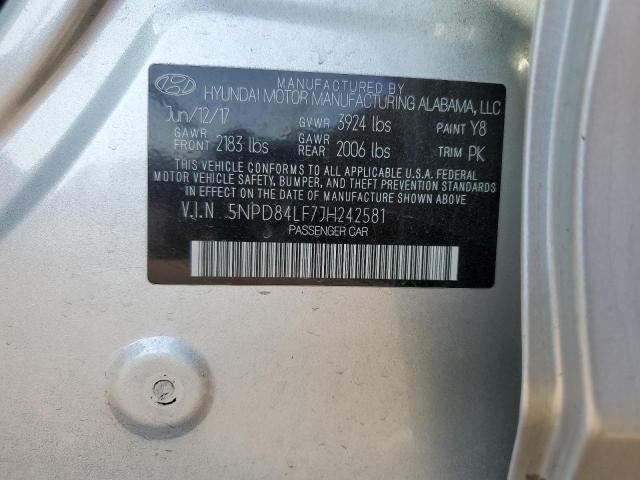 MANUFACTURED BY
HYUNDAI MOTOR MANUFACTURING ALABAMA, LLC
Jun/12/17 GVWR 3924 lbs PAINT Y8
GAWR FRONT 2183 lbs GAWR REAR 2006 lbs TRIM PK
THIS VEHICLE CONFORMS TO ALL APPLICABLE U.S.A. FEDERAL
MOTOR VEHICLE SAFETY, BUMPER, AND THEFT PREVENTION STANDARDS
IN EFFECT ON THE DATE OF MANUFACTURE SHOWN ABOVE.
V.I.N 5NPD84LF7JH242581
PASSENGER CAR